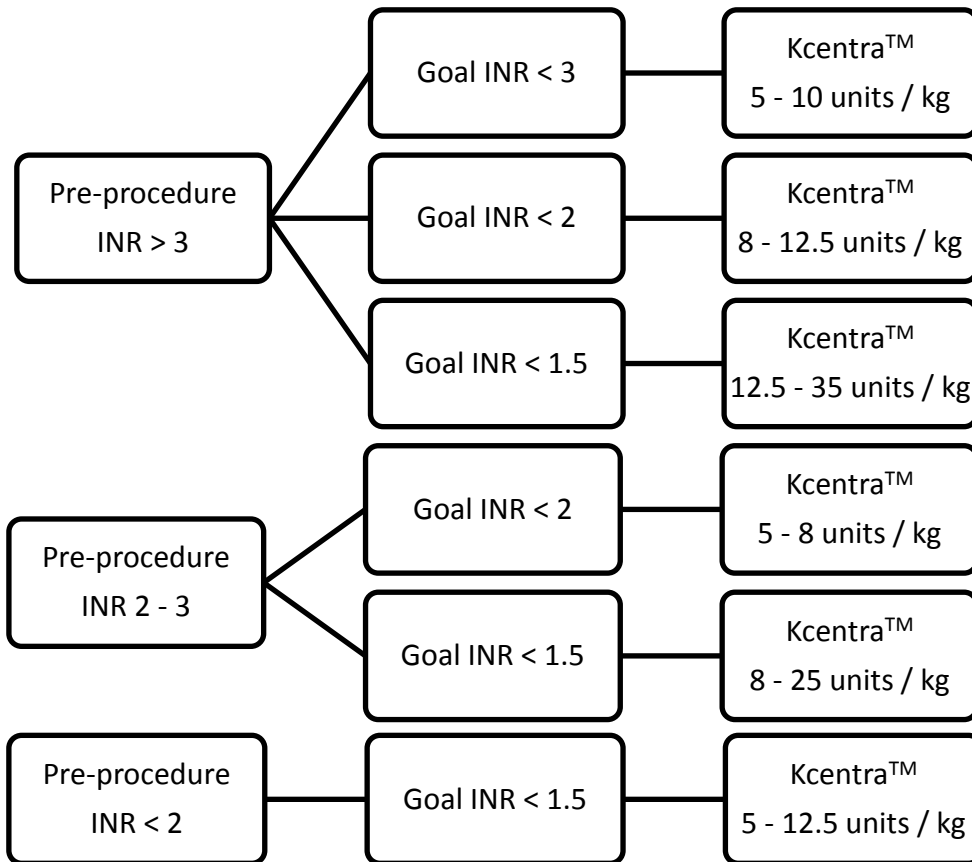 Pre-procedure
INR > 3
Goal INR < 3
Kcentra™
5 - 10 units / kg
Goal INR < 2
Kcentra™
8 - 12.5 units / kg
Goal INR < 1.5
Kcentra™
12.5 - 35 units / kg
Pre-procedure
INR 2 - 3
Goal INR < 2
Kcentra™
5 - 8 units / kg
Goal INR < 1.5
Kcentra™
8 - 25 units / kg
Pre-procedure
INR < 2
Goal INR < 1.5
Kcentra™
5 - 12.5 units / kg